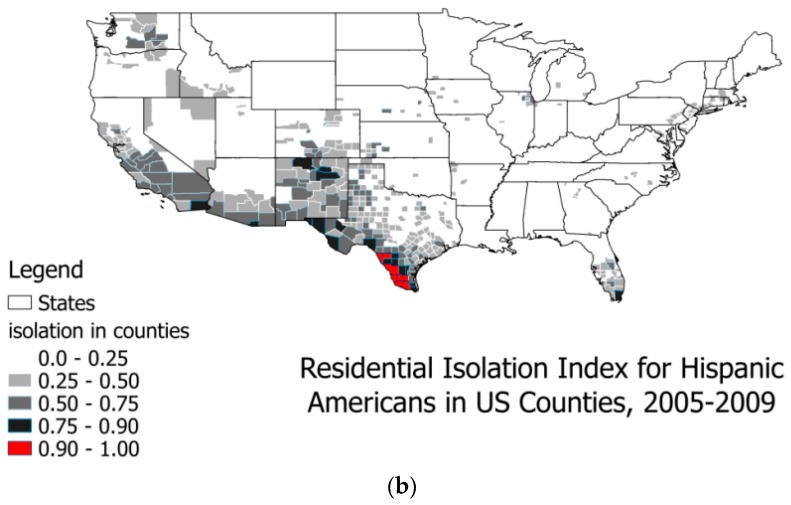 Legend
States
isolation in counties
0.0 - 0.25
0.25 - 0.50
0.50 - 0.75
0.75 - 0.90
0.90 - 1.00
Residential Isolation Index for Hispanic
Americans in US Counties, 2005-2009
(b)